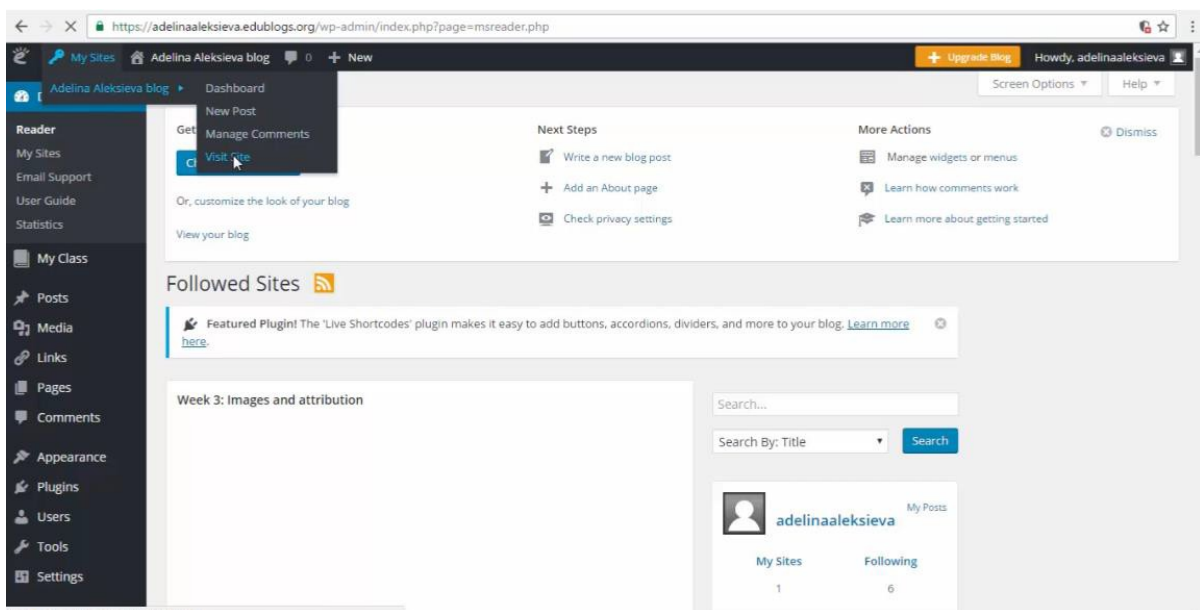 https://adelinaaleksieva.edublogs.org/wp-admin/index.php?page=msreader.php
My Sites Adelina Aleksieva blog 0 + New Upgrade Blog Howdy, adelinaaleksieva
Adelina Aleksieva blog Dashboard
New Post
Manage Comments
Visit Site
Screen Options Help
Reader
My Sites
Email Support
User Guide
Statistics
My Class
Posts
Media
Links
Pages
Comments
Appearance
Plugins
Users
Tools
Settings
Get
Or, customize the look of your blog
View your blog
Next Steps
Write a new blog post
Add an About page
Check privacy settings
More Actions
Manage widgets or menus
Learn how comments work
Learn more about getting started
Dismiss
Followed Sites
Featured Plugin! The 'Live Shortcodes' plugin makes it easy to add buttons, accordions, dividers, and more to your blog. Learn more
here.
Week 3: Images and attribution
Search...
Search By: Title Search
adelinaaleksieva My Posts
My Sites Following
1 6